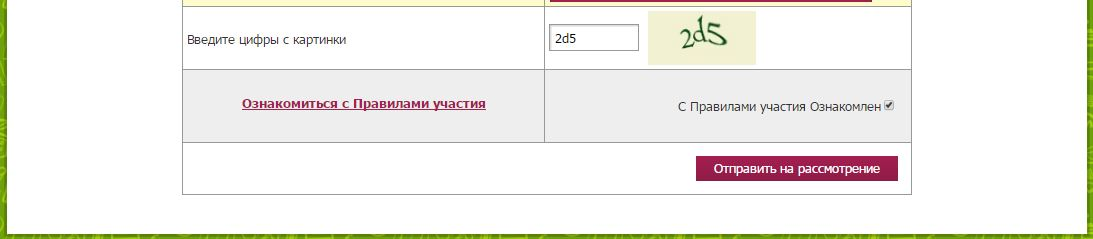 Введите цифры с картинки 2d5 2d5
Ознакомиться с Правилами участия С Правилами участия Ознакомлен
Отправить на рассмотрение